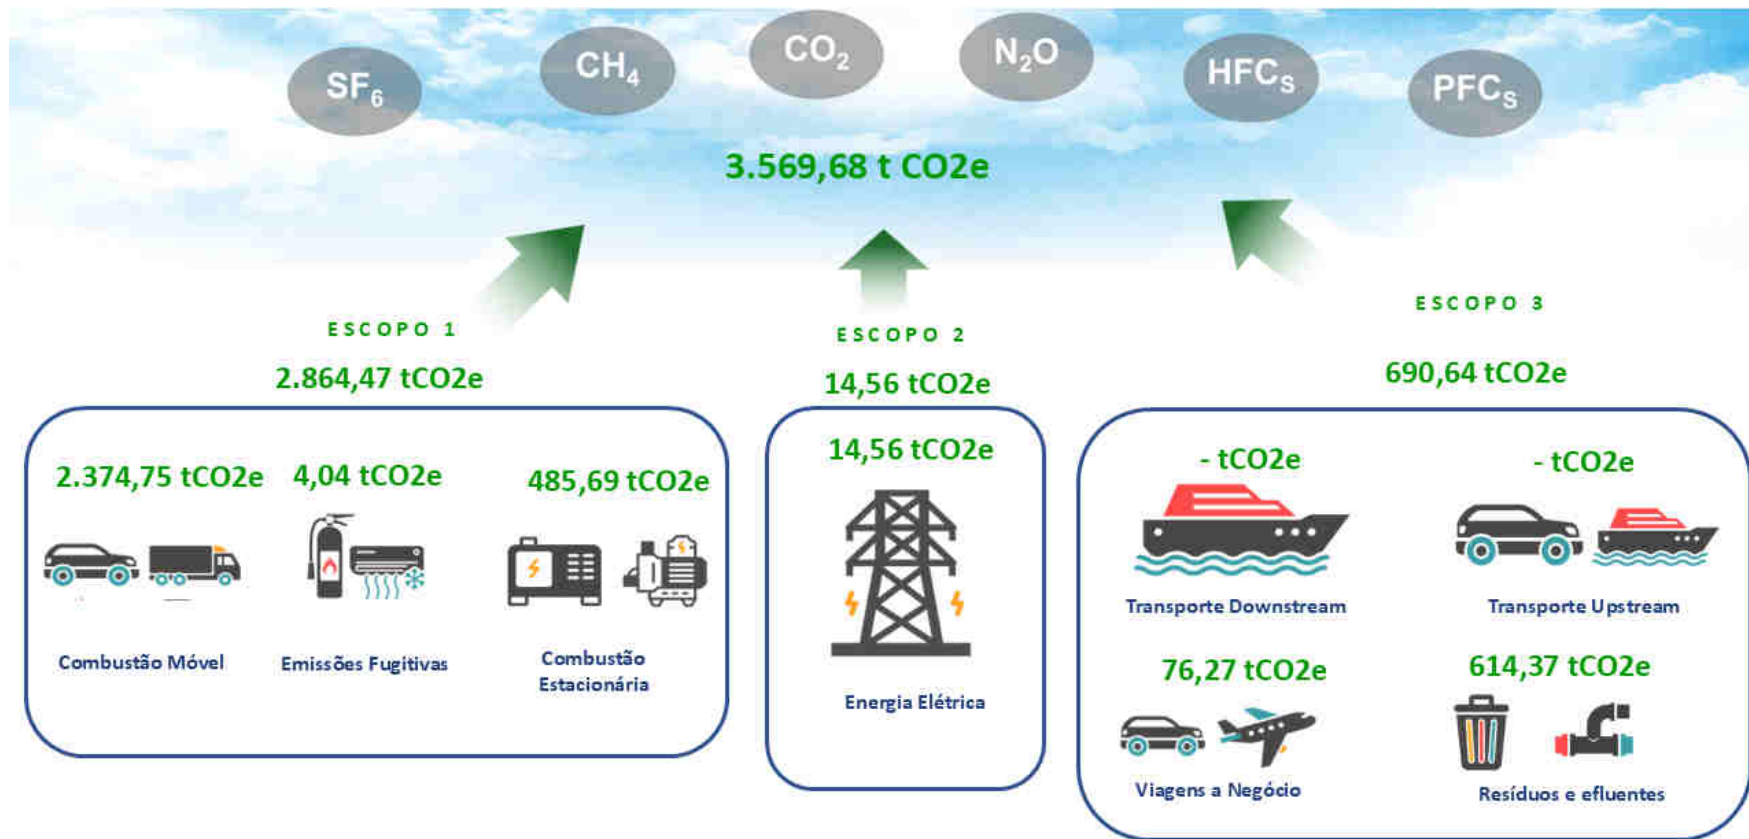 SF6
CH4
CO2
N2O
HFCs
PFCs
3.569,68 t CO2e
ESCOPO 1
2.864,47 tCO2e
2.374,75 tCO2e
4,04 tCO2e
485,69 tCO2e
Combustão Móvel
Emissões Fugitivas
Combustão
Estacionária
ESCOPO 2
14,56 tCO2e
14,56 tCO2e
Energia Elétrica
ESCOPO 3
690,64 tCO2e
- tCO2e
- tCO2e
Transporte Downstream
Transporte Upstream
76,27 tCO2e
614,37 tCO2e
Viagens a Negócio
Resíduos e efluentes